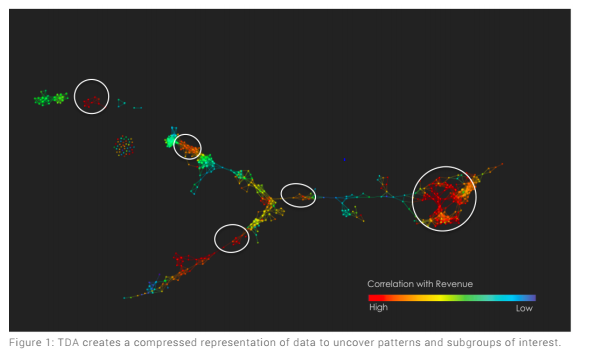 Correlation with Revenue
High Low
Figure 1: TDA creates a compressed representation of data to uncover patterns and subgroups of interest.